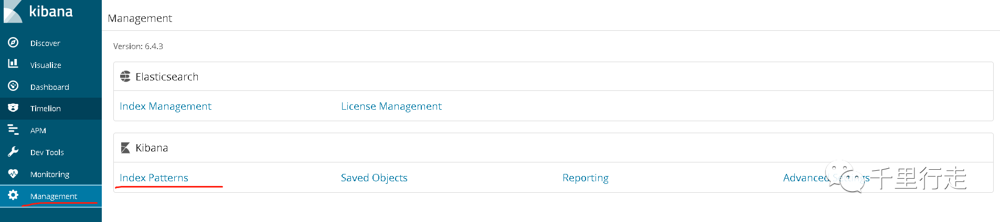 kibana
Discover
Visualize
Dashboard
Timelion
APM
Dev Tools
Monitoring
Management
Management
Version: 6.4.3
Elasticsearch
Index Management License Management
Kibana
Index Patterns Saved Objects Reporting Advanced Settings
千里行走